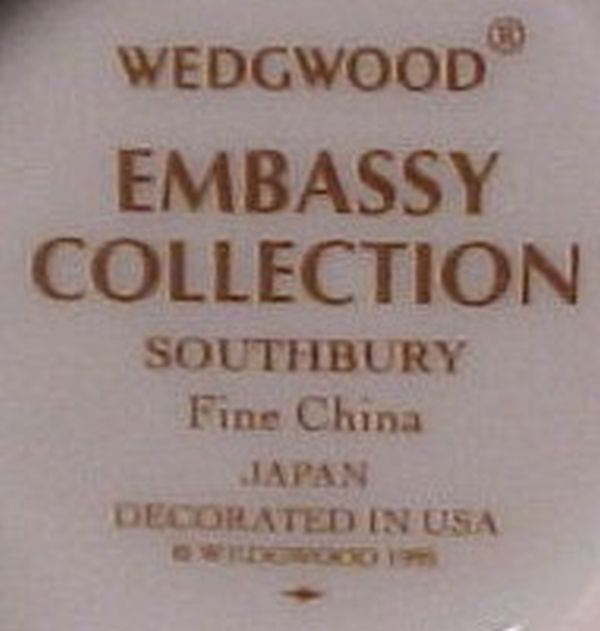 WEDGWOOD®
EMBASSY
COLLECTION
SOUTHBURY
Fine China
JAPAN
DECORATED IN USA
© WEDGWOOD